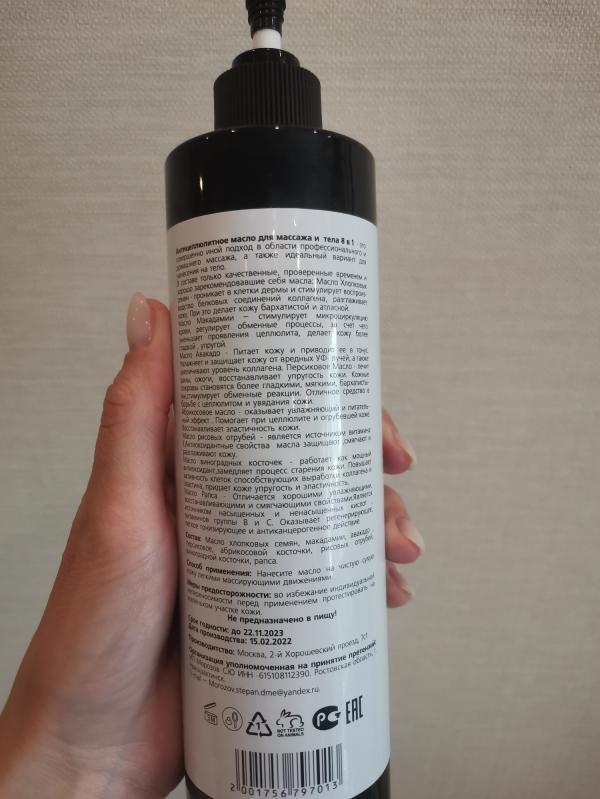 Антицеллюлитное масло для массажа и тела 8 в 1 - это
совершенно иной подход в области профессионального и
домашнего массажа, а также идеальный вариант для
нанесения на тело.
В составе только качественные, проверенные временем и
хорошо зарекомендовавшие себя масла: Масло Хлопковых
семян - проникает в клетки дермы и стимулирует воспроиз-
водство белковых соединений коллагена, разглаживает
кожу. При это делает кожу бархатистой и атласной.
Масло Макадамии — стимулирует микроциркуляцию
крови, регулирует обменные процессы, за счет чего
уменьшает проявления целлюлита, делает кожу более
гладкой, упругой.
Масло Авакадо - Питает кожу и приводит ее в тонус.
Увлажняет и защищает кожу от вредных УФ-лучей, а также
увеличивают уровень коллагена. Персиковое Масло - лечит
раны, ожоги, восстанавливает упругость кожи. Кожные
покровы становятся более гладкими, мягкими, бархатисты-
ми,стимулирует обменные реакции. Отличное средство в
борьбе с целлюлитом и увядания кожи.
Абрикосовое масло - оказывает увлажняющий и питатель-
ный эффект. Помогает при целлюлите и огрубевшей коже
Восстанавливает эластичность кожи.
Масло рисовых отрубей - является источником витамина
Е.Антиоксидантные свойства масла защищают,смягчают и
разглаживают кожу.
Масло виноградных косточек - работает как мощный
антиоксидант,замедляет процесс старения кожи. Повышает
активность клеток способствующих выработки коллагена и
эластина, придает коже упругость и эластичность.
Масло Рапса - Отличается хорошими увлажняющими,
восстанавливающими и смягчающими свойствами.Является
источником насыщенных и ненасыщенных кислот -
витаминов группы В и С. Оказывает регенерирующее,
легкое тонизирующее и антиканцерогенное действие
Состав: Масло хлопковых семян, макадамии, авакадо ,
персиковое, абрикосовой косточки, рисовых отрубей,
виноградной косточки, рапса.
Способ применения: Нанесите масло на чистую сухую
кожу легкими массирующими движениями.
Меры предосторожности: во избежание индивидуальной
непереносимости перед применением протестировать на
маленьком участке кожи.
Не предназначено в пищу!
Срок годности: до 22.11.2023
Дата производства: 15.02.2022
Производитель: Москва, 2-й Хорошевский проезд, 7с1
Организация уполномоченная на принятие претензий
ИП Морозов С.Ю ИНН -615108112390. Ростовская область, г.
E-mail — Morozov.stepan.dme@yandex.ru.
1 NOT TESTED ON ANIMALS РС ЕАС
2 001756 797013